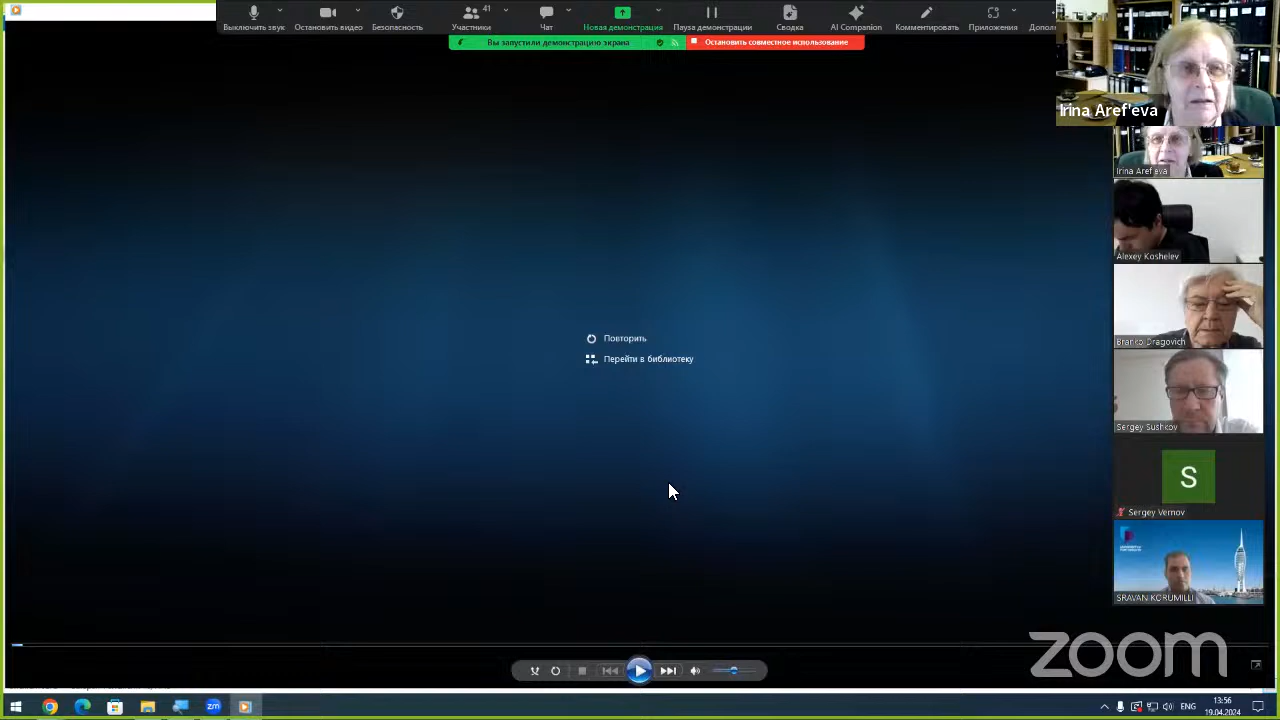 41
Выключить звук
Остановить видео
Безопасность
Участники
Чат
Новая демонстрация
Пауза демонстрации
Сводка
AI Companion
Комментировать
Приложения
Вы запустили демонстрацию экрана
Остановить совместное использование
Irina Aref'eva
Irina Aref'eva
Alexey Koshelev
Branko Dragovich
Sergey Sushkov
S
Sergey Vernov
SRAVAN KORUMILLI
Повторить
Перейти в библиотеку
zoom
zm
ENG
13:56
19.04.2024